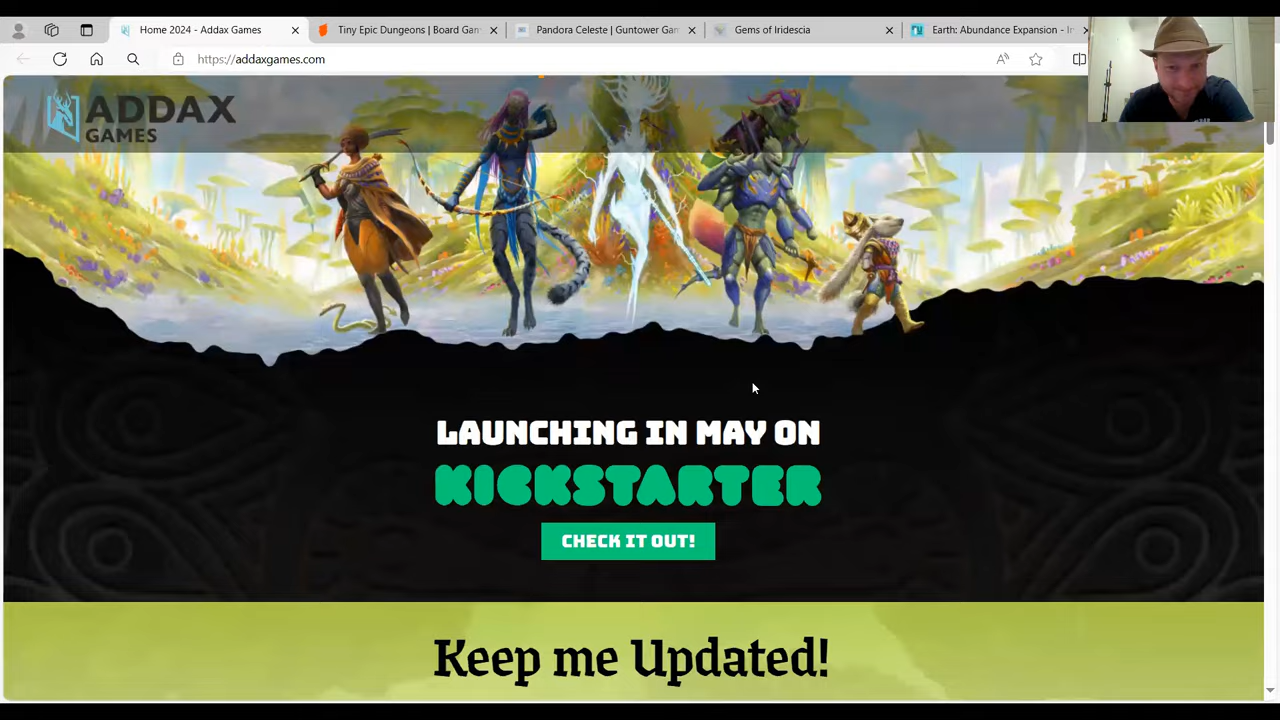 Home 2024 - Addax Games
Tiny Epic Dungeons | Board Gam
Pandora Celeste | Guntower Gam
Gems of Iridescia
Earth: Abundance Expansion - In
https://addaxgames.com
ADDAX
GAMES
LAUNCHING IN MAY ON
KICKSTARTER
CHECK IT OUT!
Keep me Updated!